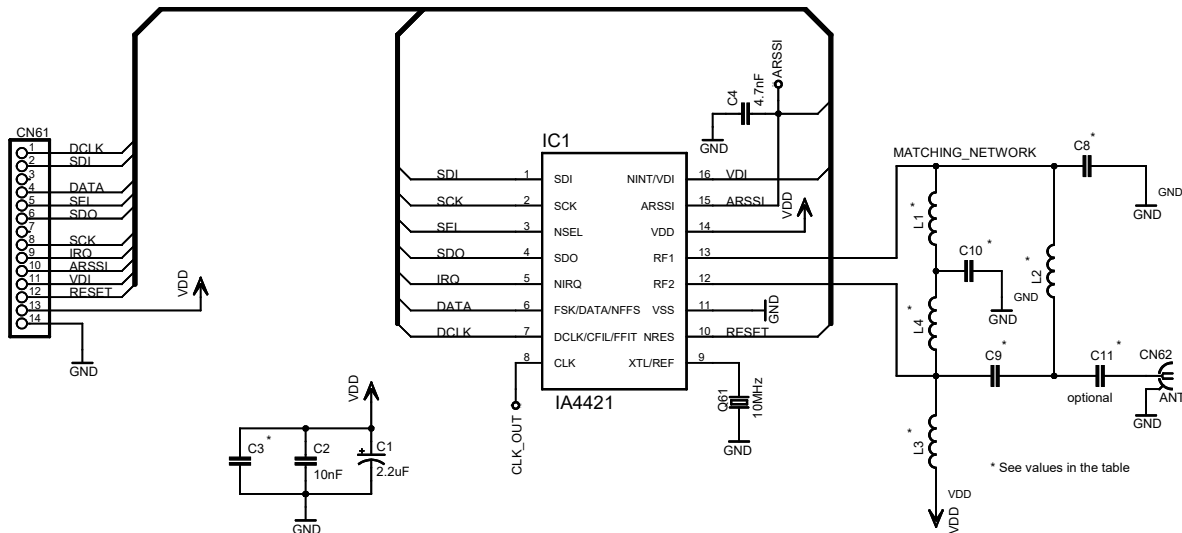 CN61
1 DCLK
2 SDI
3
4 DATA
5 SEL
6 SDO
7
8 SCK
9 IRQ
10 ARSSI
11 VDI
12 RESET
13
14
VDD
GND
IC1
SDI 1 SDI
SCK 2 SCK
SEL 3 NSEL
SDO 4 SDO
IRQ 5 NIRQ
DATA 6 FSK/DATA/NFFS
DCLK 7 DCLK/CFIL/FFIT
8 CLK
NINT/VDI 16 VDI
ARSSI 15 ARSSI
VDD 14
VDD
RF1 13
RF2 12
VSS 11
GND
NRES 10 RESET
XTL/REF 9
IA4421
CLK_OUT
C4
4.7nF
ARSSI
GND
Q61
10MHz
GND
VDD
C3 *
C2
10nF
C1
+
2.2uF
GND
MATCHING_NETWORK
C8 *
GND
GND
L1 *
C10 *
GND
GND
L2 *
L4 *
C9 *
C11 *
optional
CN62
ANT
GND
L3 *
* See values in the table
VDD
VDD